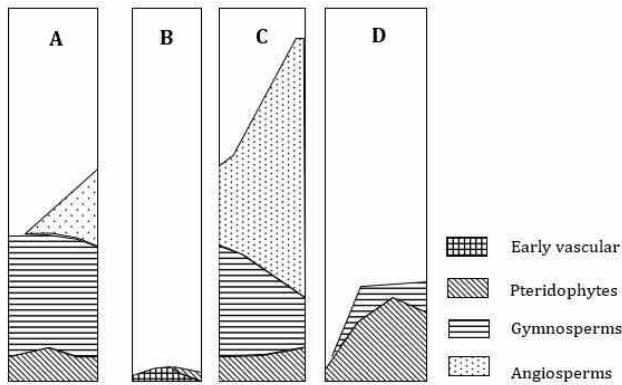 A B C D
Early vascular
Pteridophytes
Gymnosperms
Angiosperms